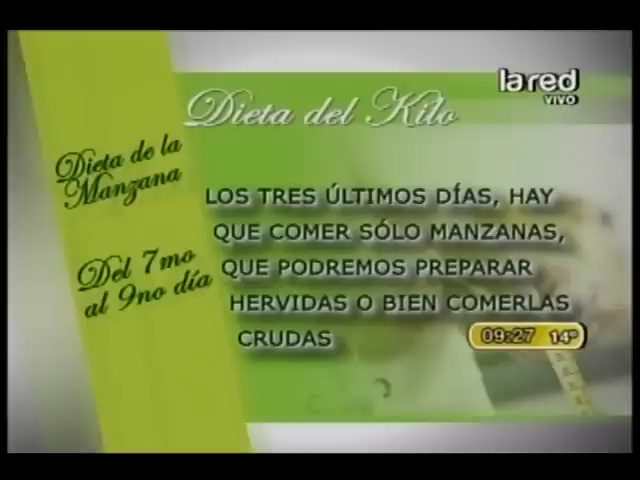 la red
VIVO
Dieta del Kilo
Dieta de la
Manzana
Del 7mo
al 9no día
LOS TRES ÚLTIMOS DÍAS, HAY
QUE COMER SÓLO MANZANAS,
QUE PODREMOS PREPARAR
HERVIDAS O BIEN COMERLAS
CRUDAS
09:27 14°